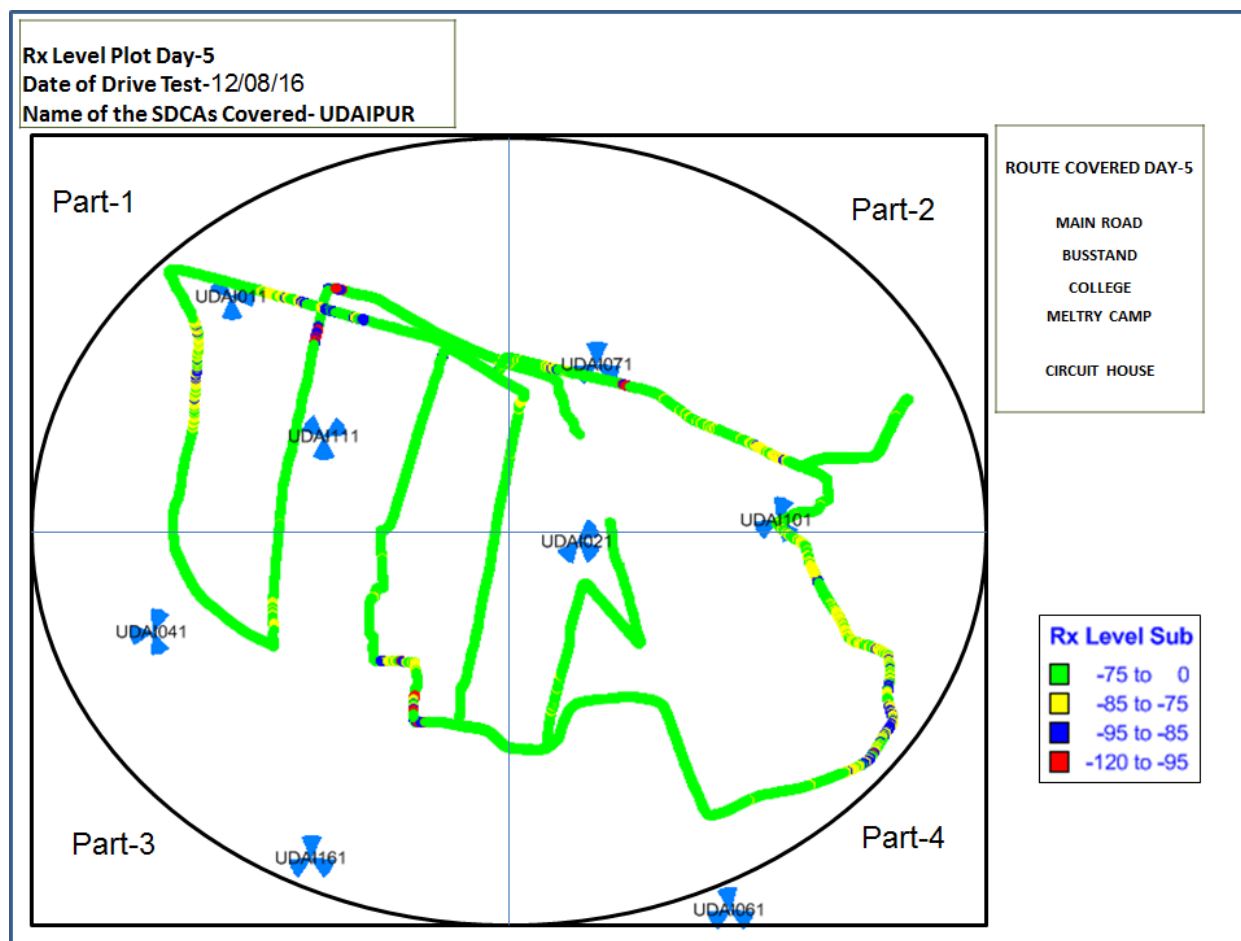 Rx Level Plot Day-5
Date of Drive Test-12/08/16
Name of the SDCAs Covered- UDAIPUR
Part-1
Part-2
UDAI011
UDAI071
UDAI111
UDAI101
UDAI021
UDAI041
Part-3
Part-4
UDAI161
UDAI061
ROUTE COVERED DAY-5
MAIN ROAD
BUSSTAND
COLLEGE
MELTRY CAMP
CIRCUIT HOUSE
Rx Level Sub
-75 to 0
-85 to -75
-95 to -85
-120 to -95